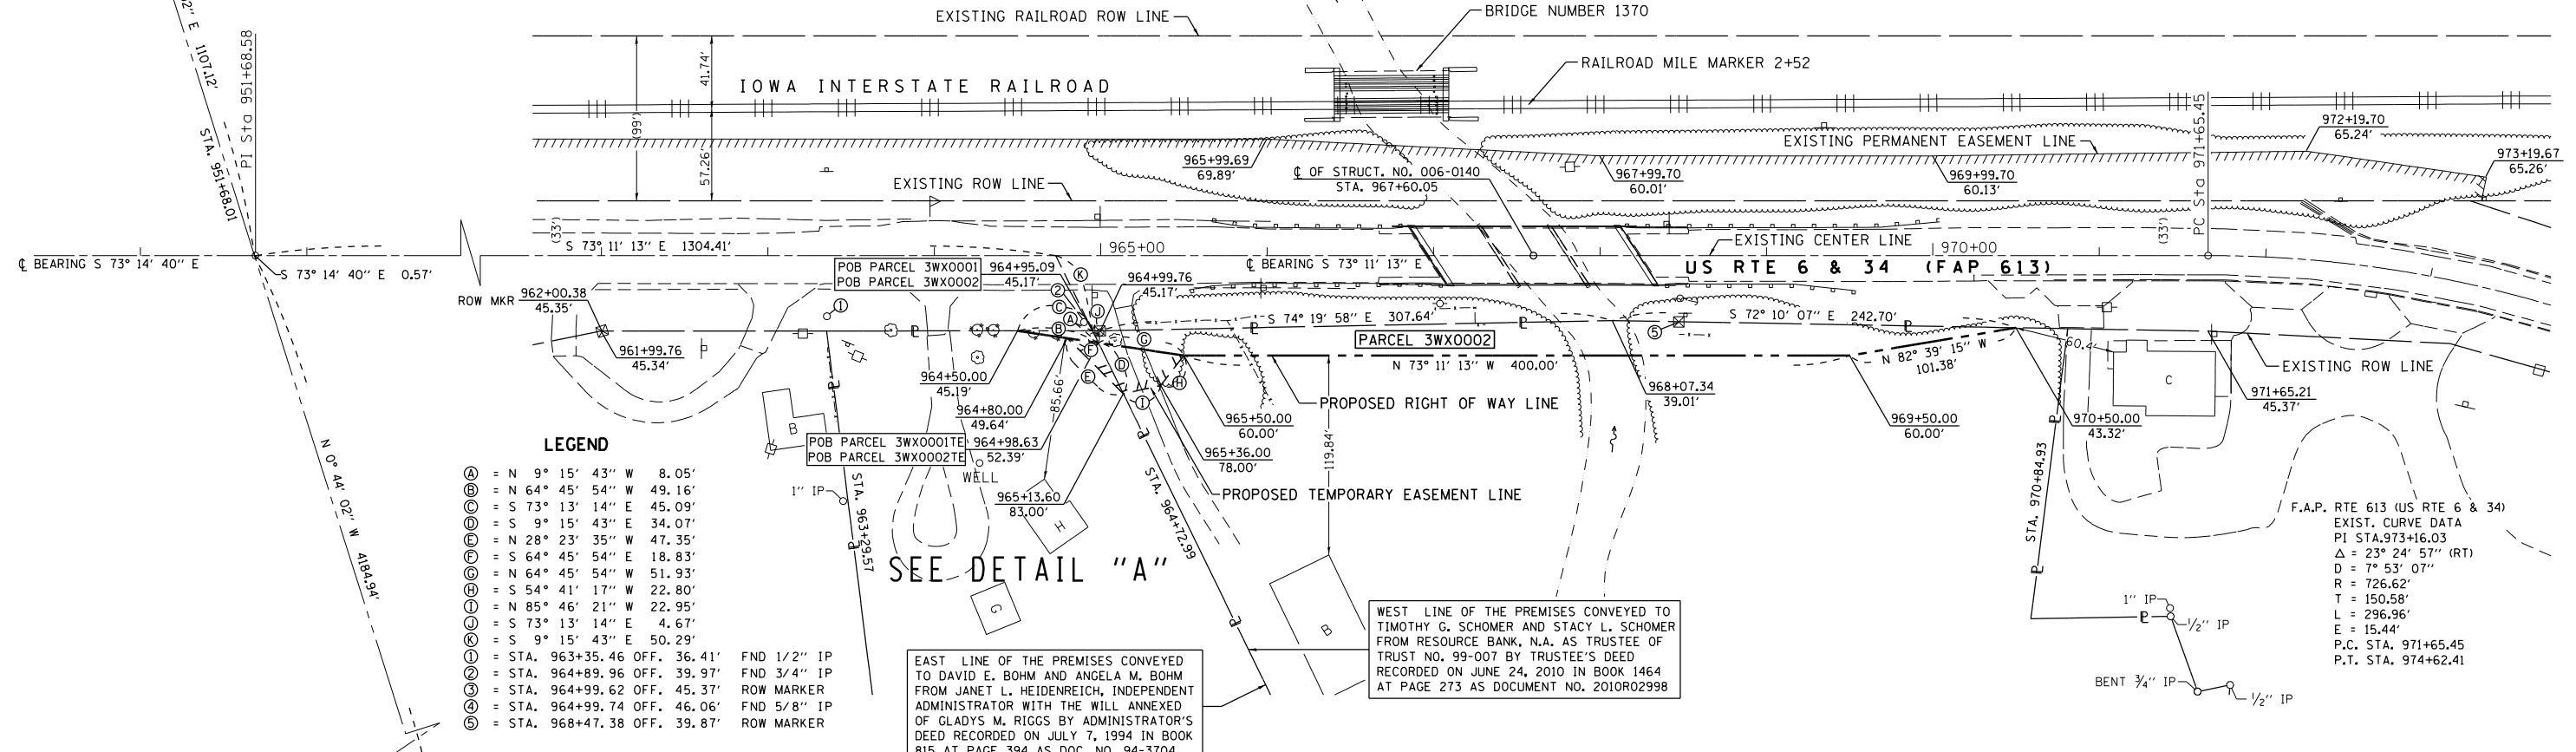 2" E 1107.12'
STA. 951+68.01
PI Sta 951+68.58
EXISTING RAILROAD ROW LINE
BRIDGE NUMBER 1370
41.74'
(99')
57.26'
IOWA INTERSTATE RAILROAD
RAILROAD MILE MARKER 2+52
EXISTING PERMANENT EASEMENT LINE
PC Sta 971+65.45
972+19.70
65.24'
973+19.67
65.26'
965+99.69
69.89'
℄ OF STRUCT. NO. 006-0140
STA. 967+60.05
967+99.70
60.01'
969+99.70
60.13'
EXISTING ROW LINE
(33')
(33')
S 73° 11' 13" E 1304.41'
965+00
EXISTING CENTER LINE
970+00
℄ BEARING S 73° 14' 40" E
S 73° 14' 40" E 0.57'
POB PARCEL 3WX0001
POB PARCEL 3WX0002
964+95.09
45.17'
K
964+99.76
45.17'
℄ BEARING S 73° 11' 13" E
US RTE 6 & 34 (FAP 613)
ROW MKR
962+00.38
45.35'
1
2
C
A
B
J
S 74° 19' 58" E 307.64'
5
S 72° 10' 07" E 242.70'
PARCEL 3WX0002
961+99.76
45.34'
F
G
D
E
H
I
N 73° 11' 13" W 400.00'
N 82° 39' 15" W
101.38'
60.4'
C
EXISTING ROW LINE
964+50.00
45.19'
85.66'
968+07.34
39.01'
971+65.21
45.37'
964+80.00
49.64'
PROPOSED RIGHT OF WAY LINE
965+50.00
60.00'
969+50.00
60.00'
970+50.00
43.32'
B
POB PARCEL 3WX0001TE
POB PARCEL 3WX0002TE
964+98.63
52.39'
965+36.00
78.00'
119.84'
WELL
1" IP
965+13.60
83.00'
PROPOSED TEMPORARY EASEMENT LINE
STA. 963+29.57
STA. 964+72.99
STA. 970+84.93
N 0° 44' 02" W 4184.94'
H
G
B
SEE DETAIL "A"
LEGEND
A = N 9° 15' 43" W 8.05'
B = N 64° 45' 54" W 49.16'
C = S 73° 13' 14" E 45.09'
D = S 9° 15' 43" E 34.07'
E = N 28° 23' 35" W 47.35'
F = S 64° 45' 54" E 18.83'
G = N 64° 45' 54" W 51.93'
H = S 54° 41' 17" W 22.80'
I = N 85° 46' 21" W 22.95'
J = S 73° 13' 14" E 4.67'
K = S 9° 15' 43" E 50.29'
1 = STA. 963+35.46 OFF. 36.41' FND 1/2" IP
2 = STA. 964+89.96 OFF. 39.97' FND 3/4" IP
3 = STA. 964+99.62 OFF. 45.37' ROW MARKER
4 = STA. 964+99.74 OFF. 46.06' FND 5/8" IP
5 = STA. 968+47.38 OFF. 39.87' ROW MARKER
EAST LINE OF THE PREMISES CONVEYED
TO DAVID E. BOHM AND ANGELA M. BOHM
FROM JANET L. HEIDENREICH, INDEPENDENT
ADMINISTRATOR WITH THE WILL ANNEXED
OF GLADYS M. RIGGS BY ADMINISTRATOR'S
DEED RECORDED ON JULY 7, 1994 IN BOOK
815 AT PAGE 394 AS DOC. NO. 94-3704
WEST LINE OF THE PREMISES CONVEYED TO
TIMOTHY G. SCHOMER AND STACY L. SCHOMER
FROM RESOURCE BANK, N.A. AS TRUSTEE OF
TRUST NO. 99-007 BY TRUSTEE'S DEED
RECORDED ON JUNE 24, 2010 IN BOOK 1464
AT PAGE 273 AS DOCUMENT NO. 2010R02998
F.A.P. RTE 613 (US RTE 6 & 34)
EXIST. CURVE DATA
PI STA.973+16.03
Δ = 23° 24' 57" (RT)
D = 7° 53' 07"
R = 726.62'
T = 150.58'
L = 296.96'
E = 15.44'
P.C. STA. 971+65.45
P.T. STA. 974+62.41
1" IP
1/2" IP
BENT 3/4" IP
1/2" IP